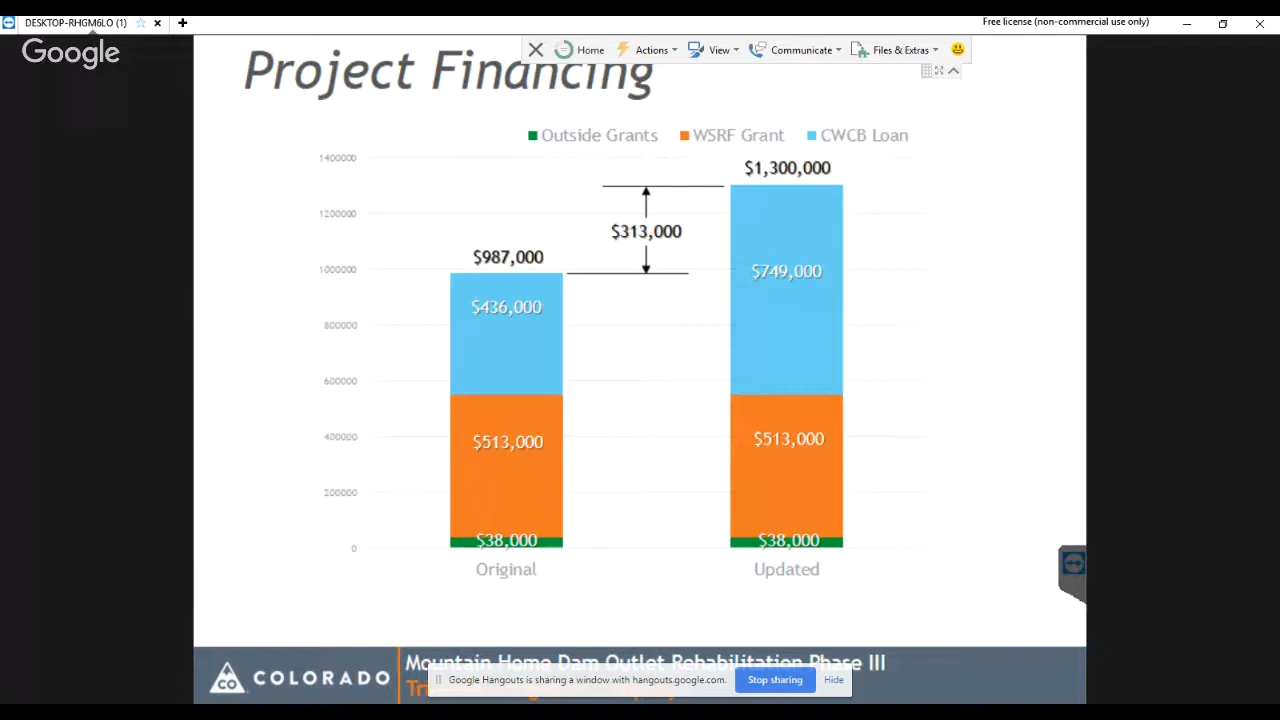 DESKTOP-RHGM6LO (1)
Free license (non-commercial use only)
Google
Home Actions View Communicate Files & Extras
Project Financing
Outside Grants WSRF Grant CWCB Loan
1400000
$1,300,000
1200000
$313,000
$987,000
1000000
$749,000
$436,000
800000
600000
400000
$513,000
$513,000
200000
$38,000
$38,000
0
Original
Updated
Mountain Home Dam Outlet Rehabilitation Phase III
CO COLORADO
Google Hangouts is sharing a window with hangouts.google.com. Stop sharing Hide